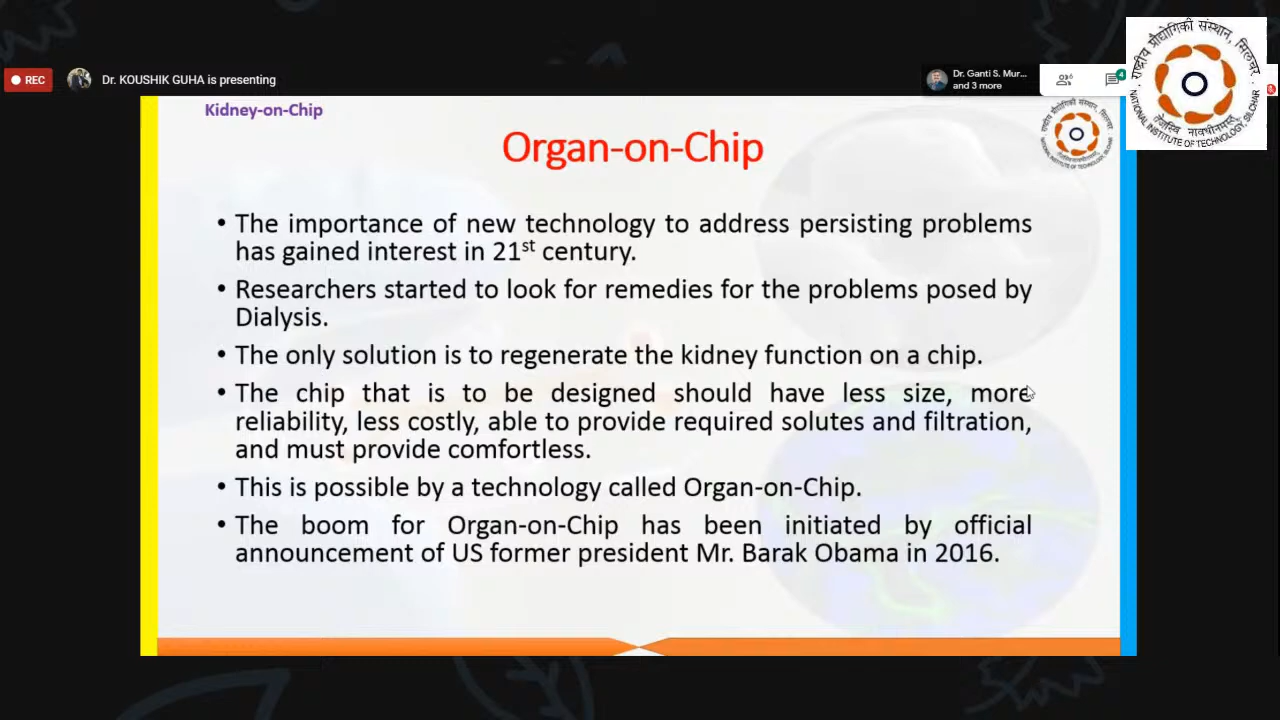 REC
Dr. KOUSHIK GUHA is presenting
Dr. Ganti S. Mur...
and 3 more
6
4
राष्ट्रीय प्रौद्योगिकी संस्थान, सिलचर
NATIONAL INSTITUTE OF TECHNOLOGY, SILCHAR
Kidney-on-Chip
Organ-on-Chip
• The importance of new technology to address persisting problems
has gained interest in 21st century.
• Researchers started to look for remedies for the problems posed by
Dialysis.
• The only solution is to regenerate the kidney function on a chip.
• The chip that is to be designed should have less size, more
reliability, less costly, able to provide required solutes and filtration,
and must provide comfortless.
• This is possible by a technology called Organ-on-Chip.
• The boom for Organ-on-Chip has been initiated by official
announcement of US former president Mr. Barak Obama in 2016.